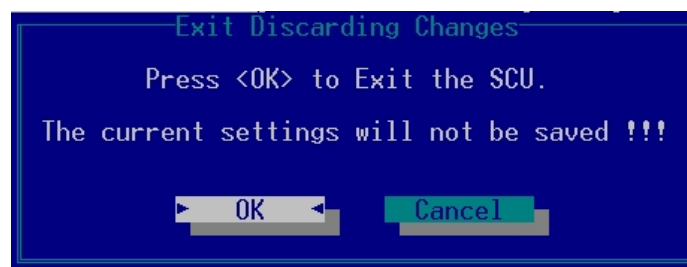 Exit Discarding Changes
Press <OK> to Exit the SCU.
The current settings will not be saved !!!
OK Cancel